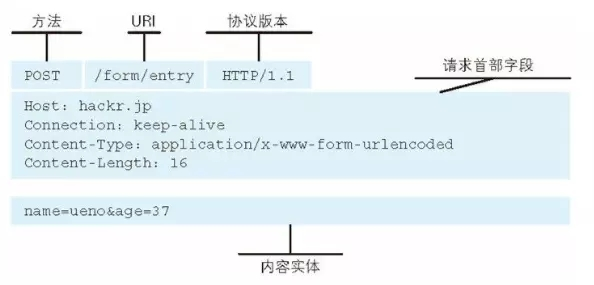 方法 URI 协议版本
请求首部字段
POST /form/entry HTTP/1.1
Host: hackr.jp
Connection: keep-alive
Content-Type: application/x-www-form-urlencoded
Content-Length: 16
name=ueno&age=37
内容实体